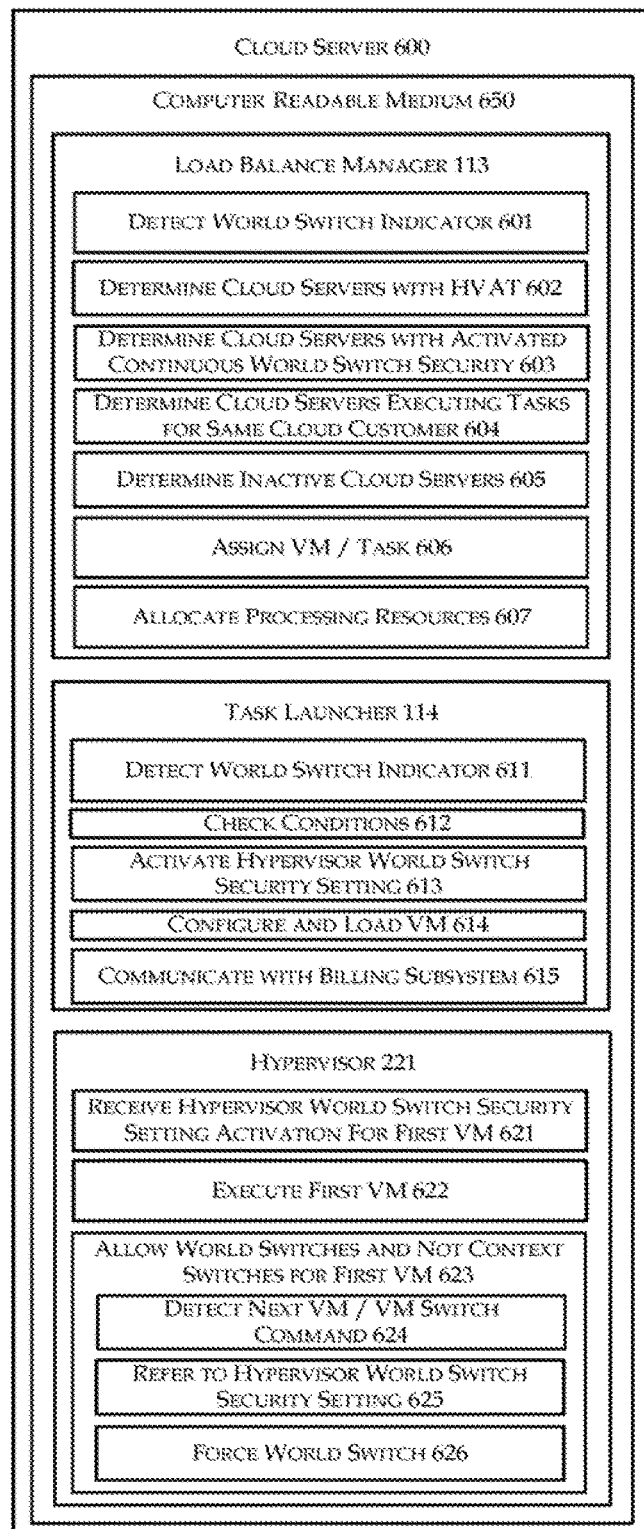 CLOUD SERVER 600
COMPUTER READABLE MEDIUM 650
LOAD BALANCE MANAGER 113
DETECT WORLD SWITCH INDICATOR 601
DETERMINE CLOUD SERVERS WITH HVAT 602
DETERMINE CLOUD SERVERS WITH ACTIVATED
CONTINUOUS WORLD SWITCH SECURITY 603
DETERMINE CLOUD SERVERS EXECUTING TASKS
FOR SAME CLOUD CUSTOMER 604
DETERMINE INACTIVE CLOUD SERVERS 605
ASSIGN VM / TASK 606
ALLOCATE PROCESSING RESOURCES 607
TASK LAUNCHER 114
DETECT WORLD SWITCH INDICATOR 611
CHECK CONDITIONS 612
ACTIVATE HYPERVISOR WORLD SWITCH
SECURITY SETTING 613
CONFIGURE AND LOAD VM 614
COMMUNICATE WITH BILLING SUBSYSTEM 615
HYPERVISOR 221
RECEIVE HYPERVISOR WORLD SWITCH SECURITY
SETTING ACTIVATION FOR FIRST VM 621
EXECUTE FIRST VM 622
ALLOW WORLD SWITCHES AND NOT CONTEXT
SWITCHES FOR FIRST VM 623
DETECT NEXT VM / VM SWITCH
COMMAND 624
REFER TO HYPERVISOR WORLD SWITCH
SECURITY SETTING 625
FORCE WORLD SWITCH 626